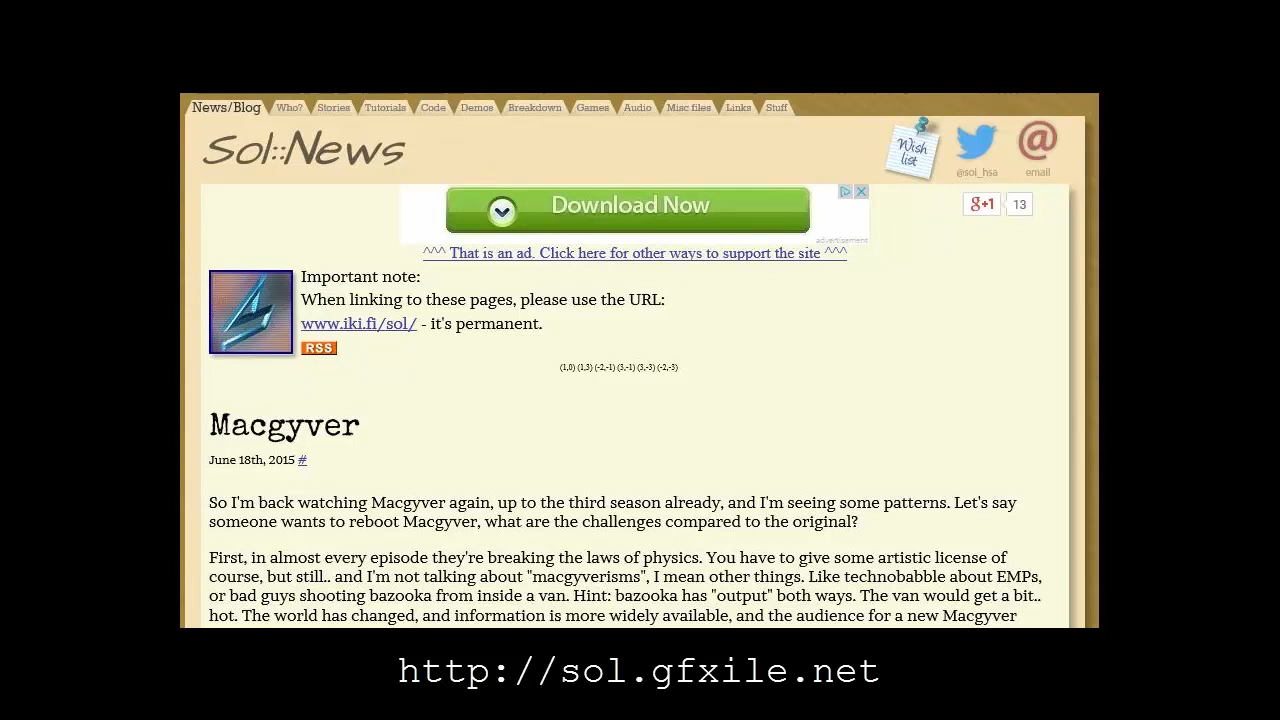 News/Blog Who? Stories Tutorials Code Demos Breakdown Games Audio Misc files Links Stuff
Sol::News
Wish list
@sol_hsa
@
email
Download Now
advertisement
g+1 13
^^^ That is an ad. Click here for other ways to support the site ^^^
Important note:
When linking to these pages, please use the URL:
www.iki.fi/sol/ - it's permanent.
RSS
(1,0) (1,3) (-2,-1) (3,-1) (3,-3) (-2,-3)
Macgyver
June 18th, 2015 #
So I'm back watching Macgyver again, up to the third season already, and I'm seeing some patterns. Let's say
someone wants to reboot Macgyver, what are the challenges compared to the original?
First, in almost every episode they're breaking the laws of physics. You have to give some artistic license of
course, but still.. and I'm not talking about "macgyverisms", I mean other things. Like technobabble about EMPs,
or bad guys shooting bazooka from inside a van. Hint: bazooka has "output" both ways. The van would get a bit..
hot. The world has changed, and information is more widely available, and the audience for a new Macgyver
http://sol.gfxile.net